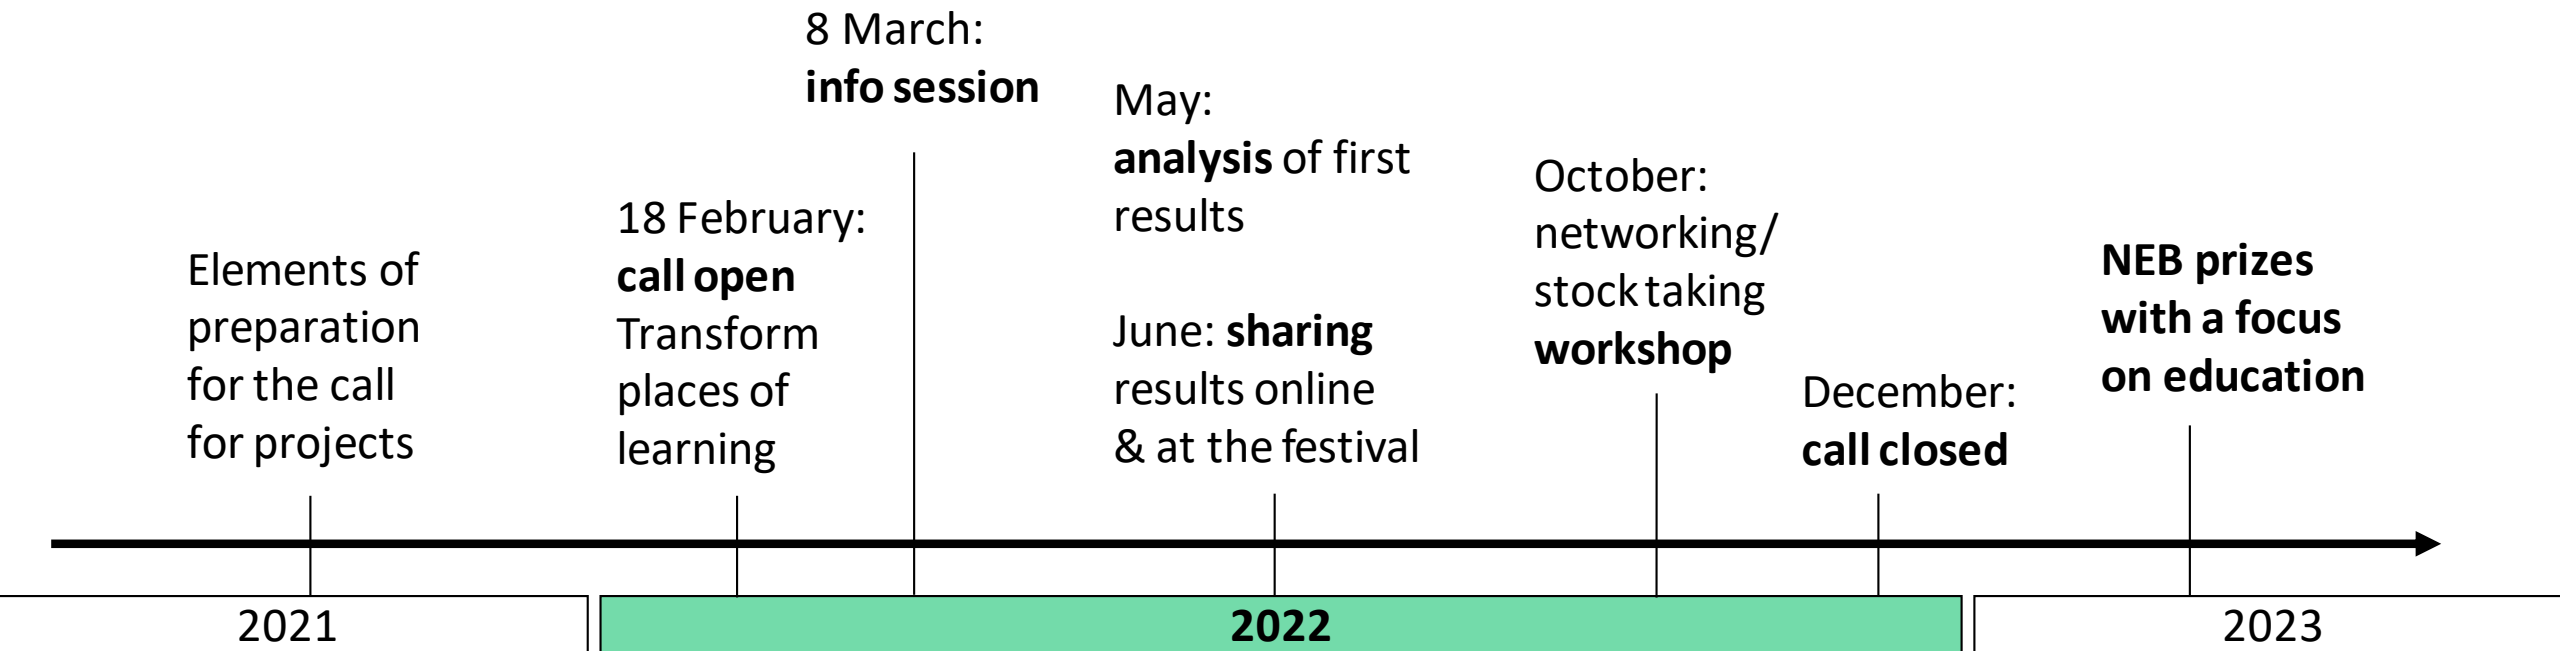 Elements of
preparation
for the call
for projects
18 February:
call open
Transform
places of
learning
8 March:
info session
May:
analysis of first
results
June: sharing
results online
& at the festival
October:
networking/
stock taking
workshop
December:
call closed
NEB prizes
with a focus
on education
2021
2022
2023